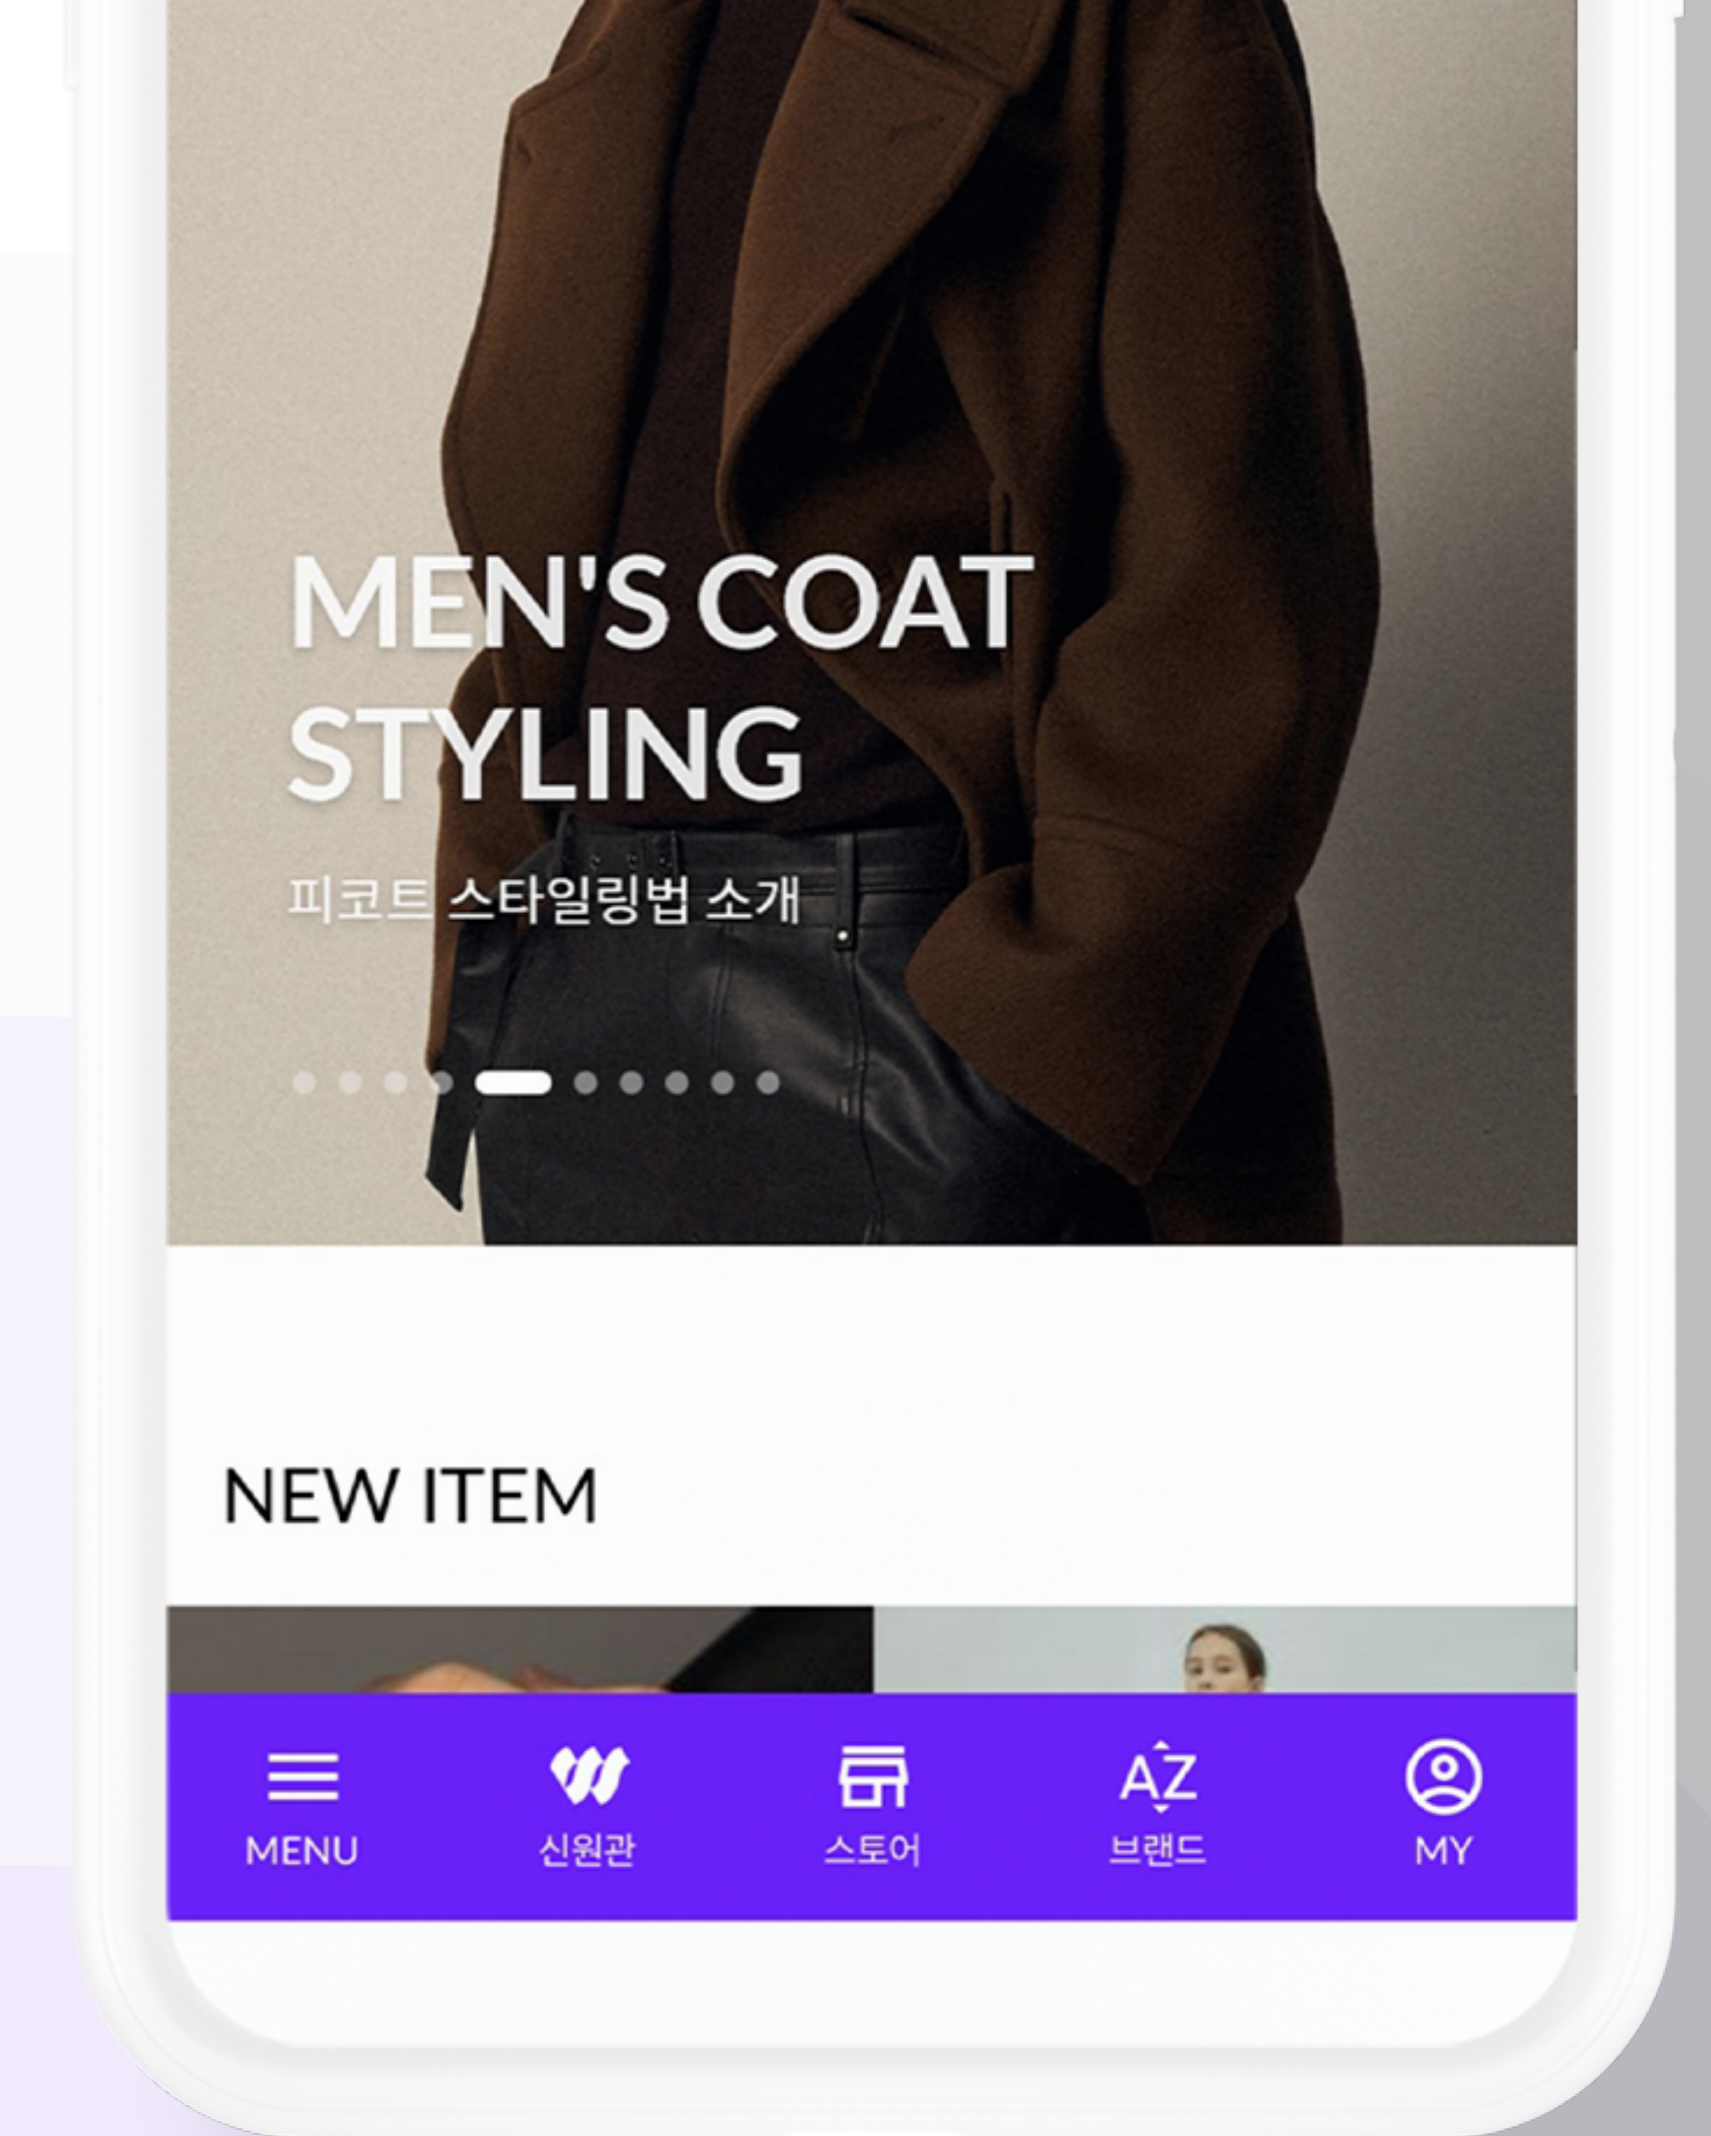 MEN'S COAT
STYLING
피코트 스타일링법 소개
NEW ITEM
MENU
신원관
스토어
AZ
브랜드
MY